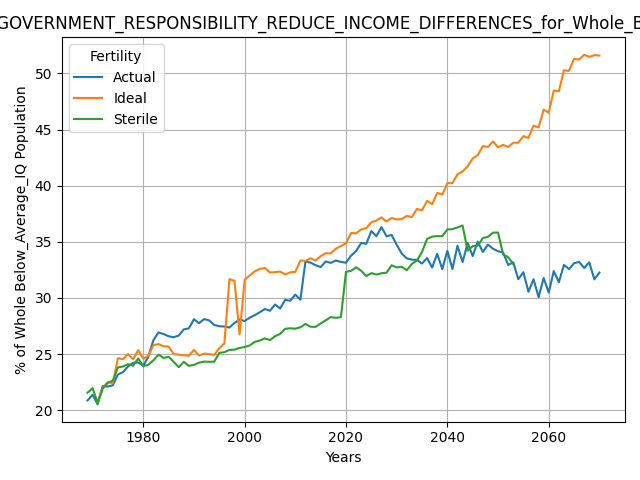 GOVERNMENT_RESPONSIBILITY_REDUCE_INCOME_DIFFERENCES_for_Whole_B
Fertility
Actual
Ideal
Sterile
% of Whole Below_Average_IQ Population
50
45
40
35
30
25
20
1980
2000
2020
2040
2060
Years